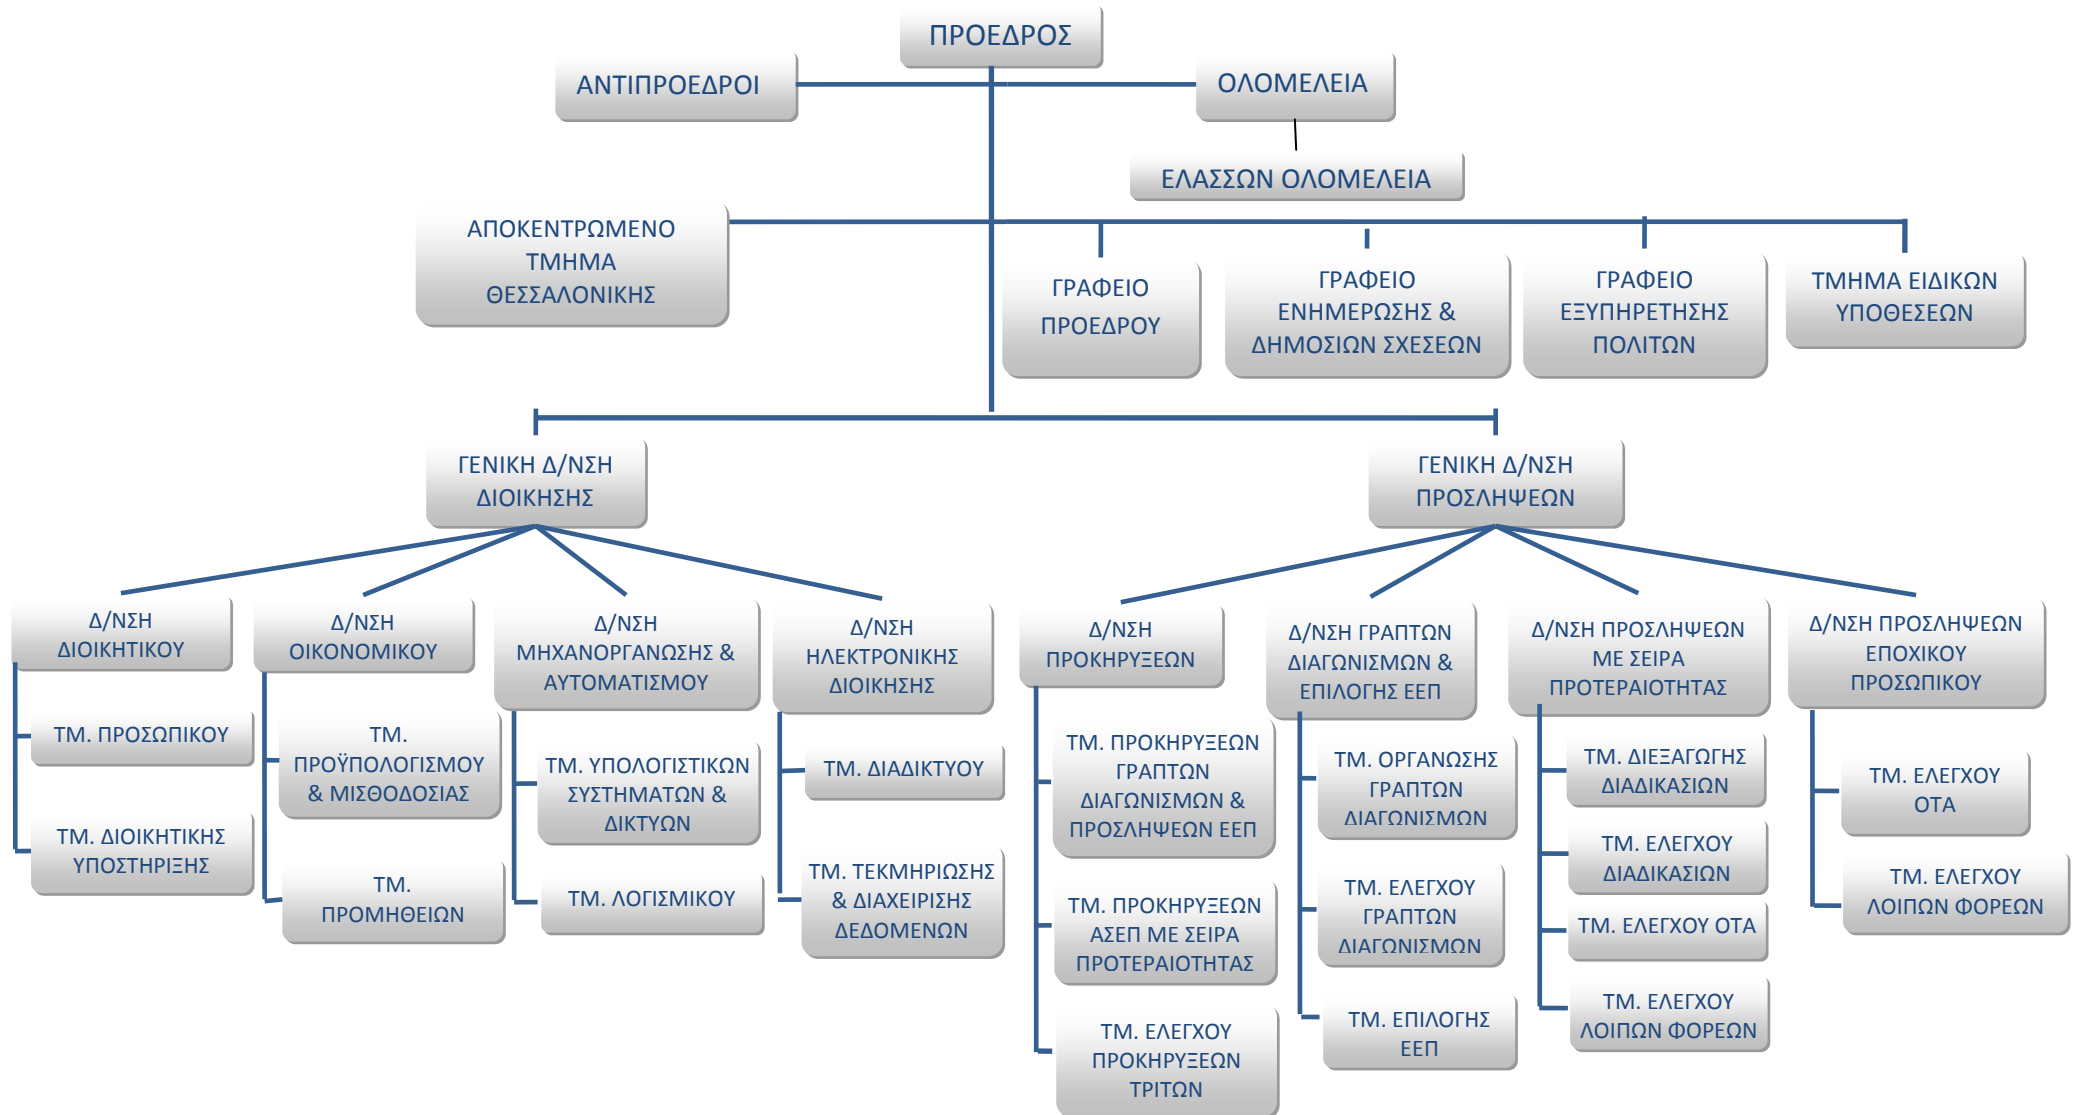 ΠΡΟΕΔΡΟΣ
ΑΝΤΙΠΡΟΕΔΡΟΙ
ΟΛΟΜΕΛΕΙΑ
ΕΛΑΣΣΩΝ ΟΛΟΜΕΛΕΙΑ
ΑΠΟΚΕΝΤΡΩΜΕΝΟ
ΤΜΗΜΑ
ΘΕΣΣΑΛΟΝΙΚΗΣ
ΓΡΑΦΕΙΟ
ΠΡΟΕΔΡΟΥ
ΓΡΑΦΕΙΟ
ΕΝΗΜΕΡΩΣΗΣ &
ΔΗΜΟΣΙΩΝ ΣΧΕΣΕΩΝ
ΓΡΑΦΕΙΟ
ΕΞΥΠΗΡΕΤΗΣΗΣ
ΠΟΛΙΤΩΝ
ΤΜΗΜΑ ΕΙΔΙΚΩΝ
ΥΠΟΘΕΣΕΩΝ
ΓΕΝΙΚΗ Δ/ΝΣΗ
ΔΙΟΙΚΗΣΗΣ
ΓΕΝΙΚΗ Δ/ΝΣΗ
ΠΡΟΣΛΗΨΕΩΝ
Δ/ΝΣΗ
ΔΙΟΙΚΗΤΙΚΟΥ
ΤΜ. ΠΡΟΣΩΠΙΚΟΥ
ΤΜ. ΔΙΟΙΚΗΤΙΚΗΣ
ΥΠΟΣΤΗΡΙΞΗΣ
Δ/ΝΣΗ
ΟΙΚΟΝΟΜΙΚΟΥ
ΤΜ.
ΠΡΟΫΠΟΛΟΓΙΣΜΟΥ
& ΜΙΣΘΟΔΟΣΙΑΣ
ΤΜ.
ΠΡΟΜΗΘΕΙΩΝ
Δ/ΝΣΗ
ΜΗΧΑΝΟΡΓΑΝΩΣΗΣ &
ΑΥΤΟΜΑΤΙΣΜΟΥ
ΤΜ. ΥΠΟΛΟΓΙΣΤΙΚΩΝ
ΣΥΣΤΗΜΑΤΩΝ &
ΔΙΚΤΥΩΝ
ΤΜ. ΛΟΓΙΣΜΙΚΟΥ
Δ/ΝΣΗ
ΗΛΕΚΤΡΟΝΙΚΗΣ
ΔΙΟΙΚΗΣΗΣ
ΤΜ. ΔΙΑΔΙΚΤΥΟΥ
ΤΜ. ΤΕΚΜΗΡΙΩΣΗΣ
& ΔΙΑΧΕΙΡΙΣΗΣ
ΔΕΔΟΜΕΝΩΝ
Δ/ΝΣΗ
ΠΡΟΚΗΡΥΞΕΩΝ
ΤΜ. ΠΡΟΚΗΡΥΞΕΩΝ
ΓΡΑΠΤΩΝ
ΔΙΑΓΩΝΙΣΜΩΝ &
ΠΡΟΣΛΗΨΕΩΝ ΕΕΠ
ΤΜ. ΠΡΟΚΗΡΥΞΕΩΝ
ΑΣΕΠ ΜΕ ΣΕΙΡΑ
ΠΡΟΤΕΡΑΙΟΤΗΤΑΣ
ΤΜ. ΕΛΕΓΧΟΥ
ΠΡΟΚΗΡΥΞΕΩΝ
ΤΡΙΤΩΝ
Δ/ΝΣΗ ΓΡΑΠΤΩΝ
ΔΙΑΓΩΝΙΣΜΩΝ &
ΕΠΙΛΟΓΗΣ ΕΕΠ
ΤΜ. ΟΡΓΑΝΩΣΗΣ
ΓΡΑΠΤΩΝ
ΔΙΑΓΩΝΙΣΜΩΝ
ΤΜ. ΕΛΕΓΧΟΥ
ΓΡΑΠΤΩΝ
ΔΙΑΓΩΝΙΣΜΩΝ
ΤΜ. ΕΠΙΛΟΓΗΣ
ΕΕΠ
Δ/ΝΣΗ ΠΡΟΣΛΗΨΕΩΝ
ΜΕ ΣΕΙΡΑ
ΠΡΟΤΕΡΑΙΟΤΗΤΑΣ
ΤΜ. ΔΙΕΞΑΓΩΓΗΣ
ΔΙΑΔΙΚΑΣΙΩΝ
ΤΜ. ΕΛΕΓΧΟΥ
ΔΙΑΔΙΚΑΣΙΩΝ
ΤΜ. ΕΛΕΓΧΟΥ ΟΤΑ
ΤΜ. ΕΛΕΓΧΟΥ
ΛΟΙΠΩΝ ΦΟΡΕΩΝ
Δ/ΝΣΗ ΠΡΟΣΛΗΨΕΩΝ
ΕΠΟΧΙΚΟΥ
ΠΡΟΣΩΠΙΚΟΥ
ΤΜ. ΕΛΕΓΧΟΥ
ΟΤΑ
ΤΜ. ΕΛΕΓΧΟΥ
ΛΟΙΠΩΝ ΦΟΡΕΩΝ